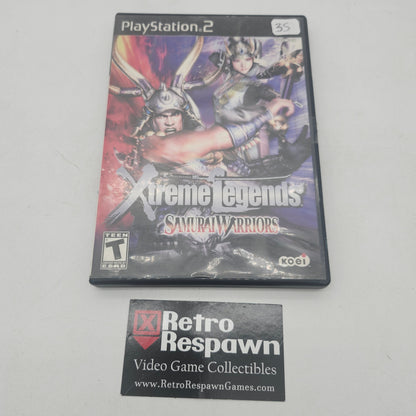 PlayStation 2
35
Xtreme Legends
SAMURAI WARRIORS
TEEN
T
ESRB
KOEI
Retro
Respawn
Video Game Collectibles
www.RetroRespawnGames.com